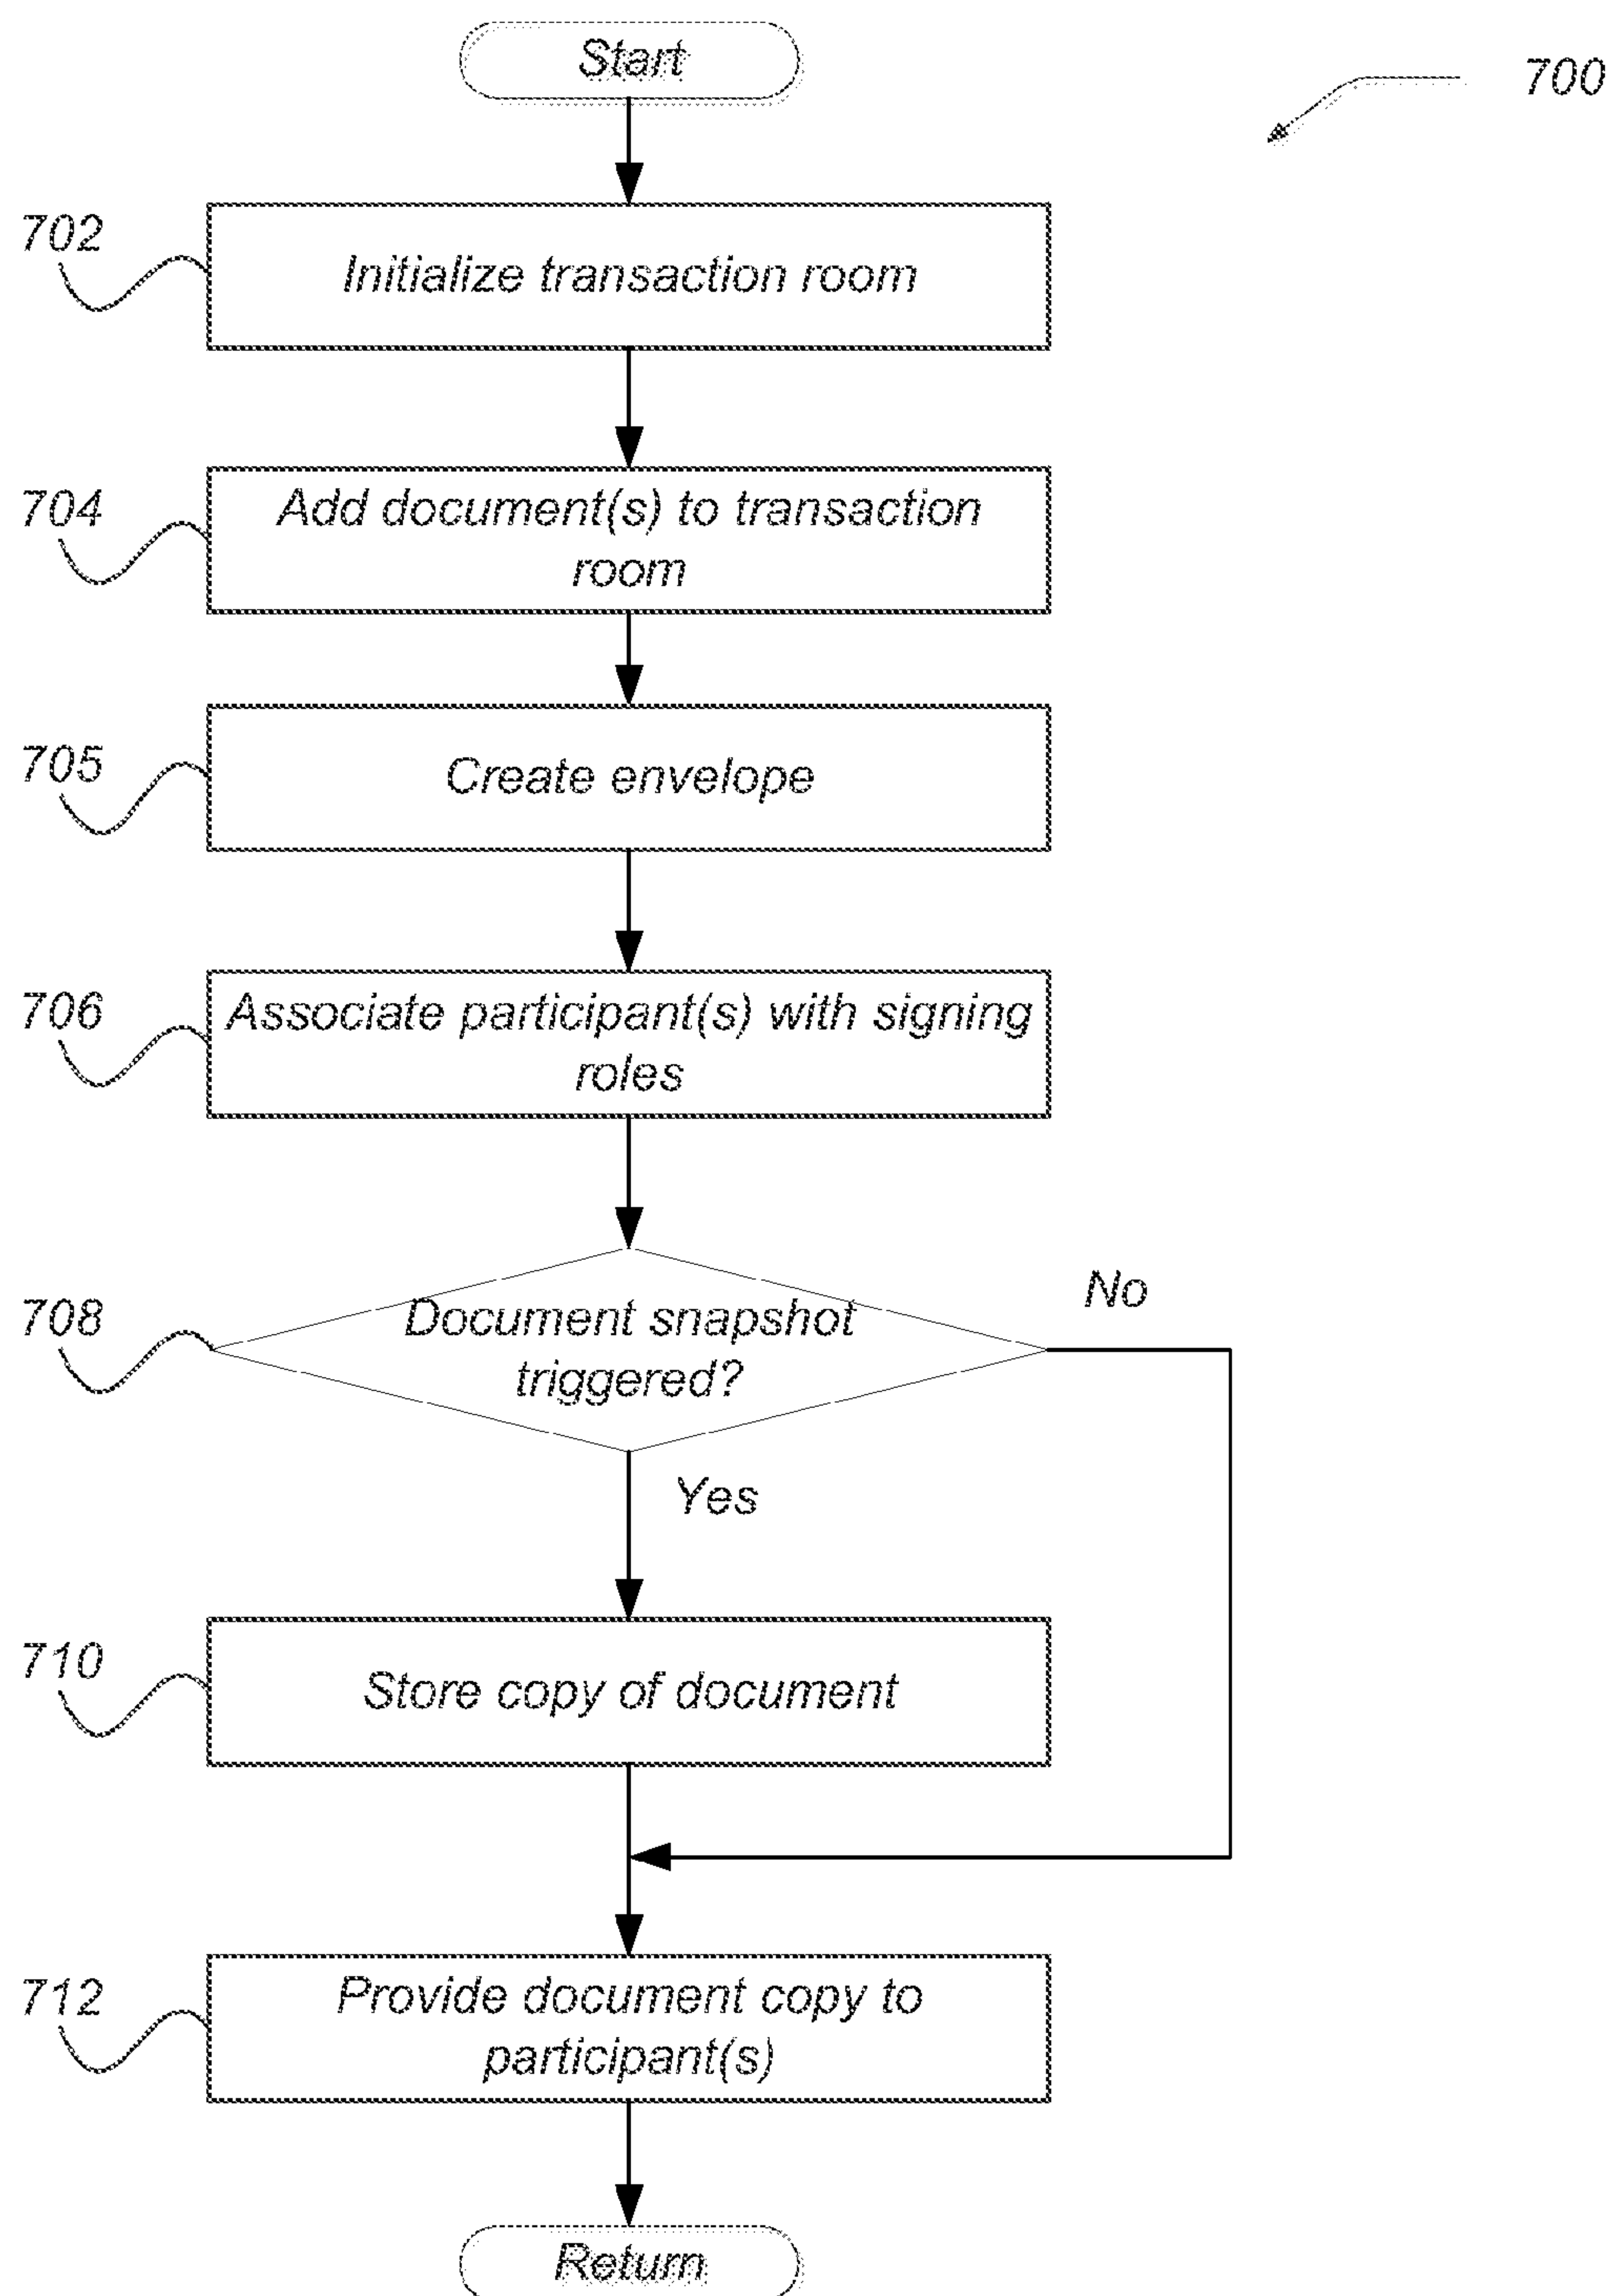 Start
700
702
Initialize transaction room
704
Add document(s) to transaction
room
705
Create envelope
706
Associate participant(s) with signing
roles
708
Document snapshot
triggered?
No
Yes
710
Store copy of document
712
Provide document copy to
participant(s)
Return